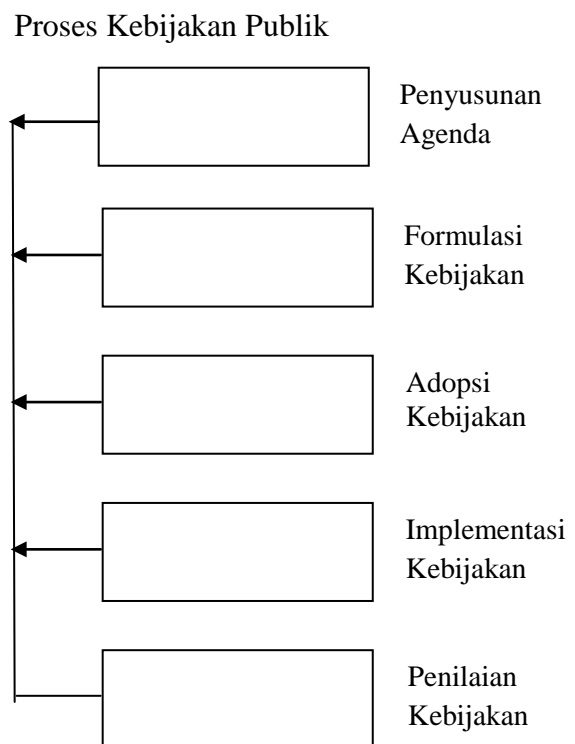 Proses Kebijakan Publik
Penyusunan
Agenda
Formulasi
Kebijakan
Adopsi
Kebijakan
Implementasi
Kebijakan
Penilaian
Kebijakan